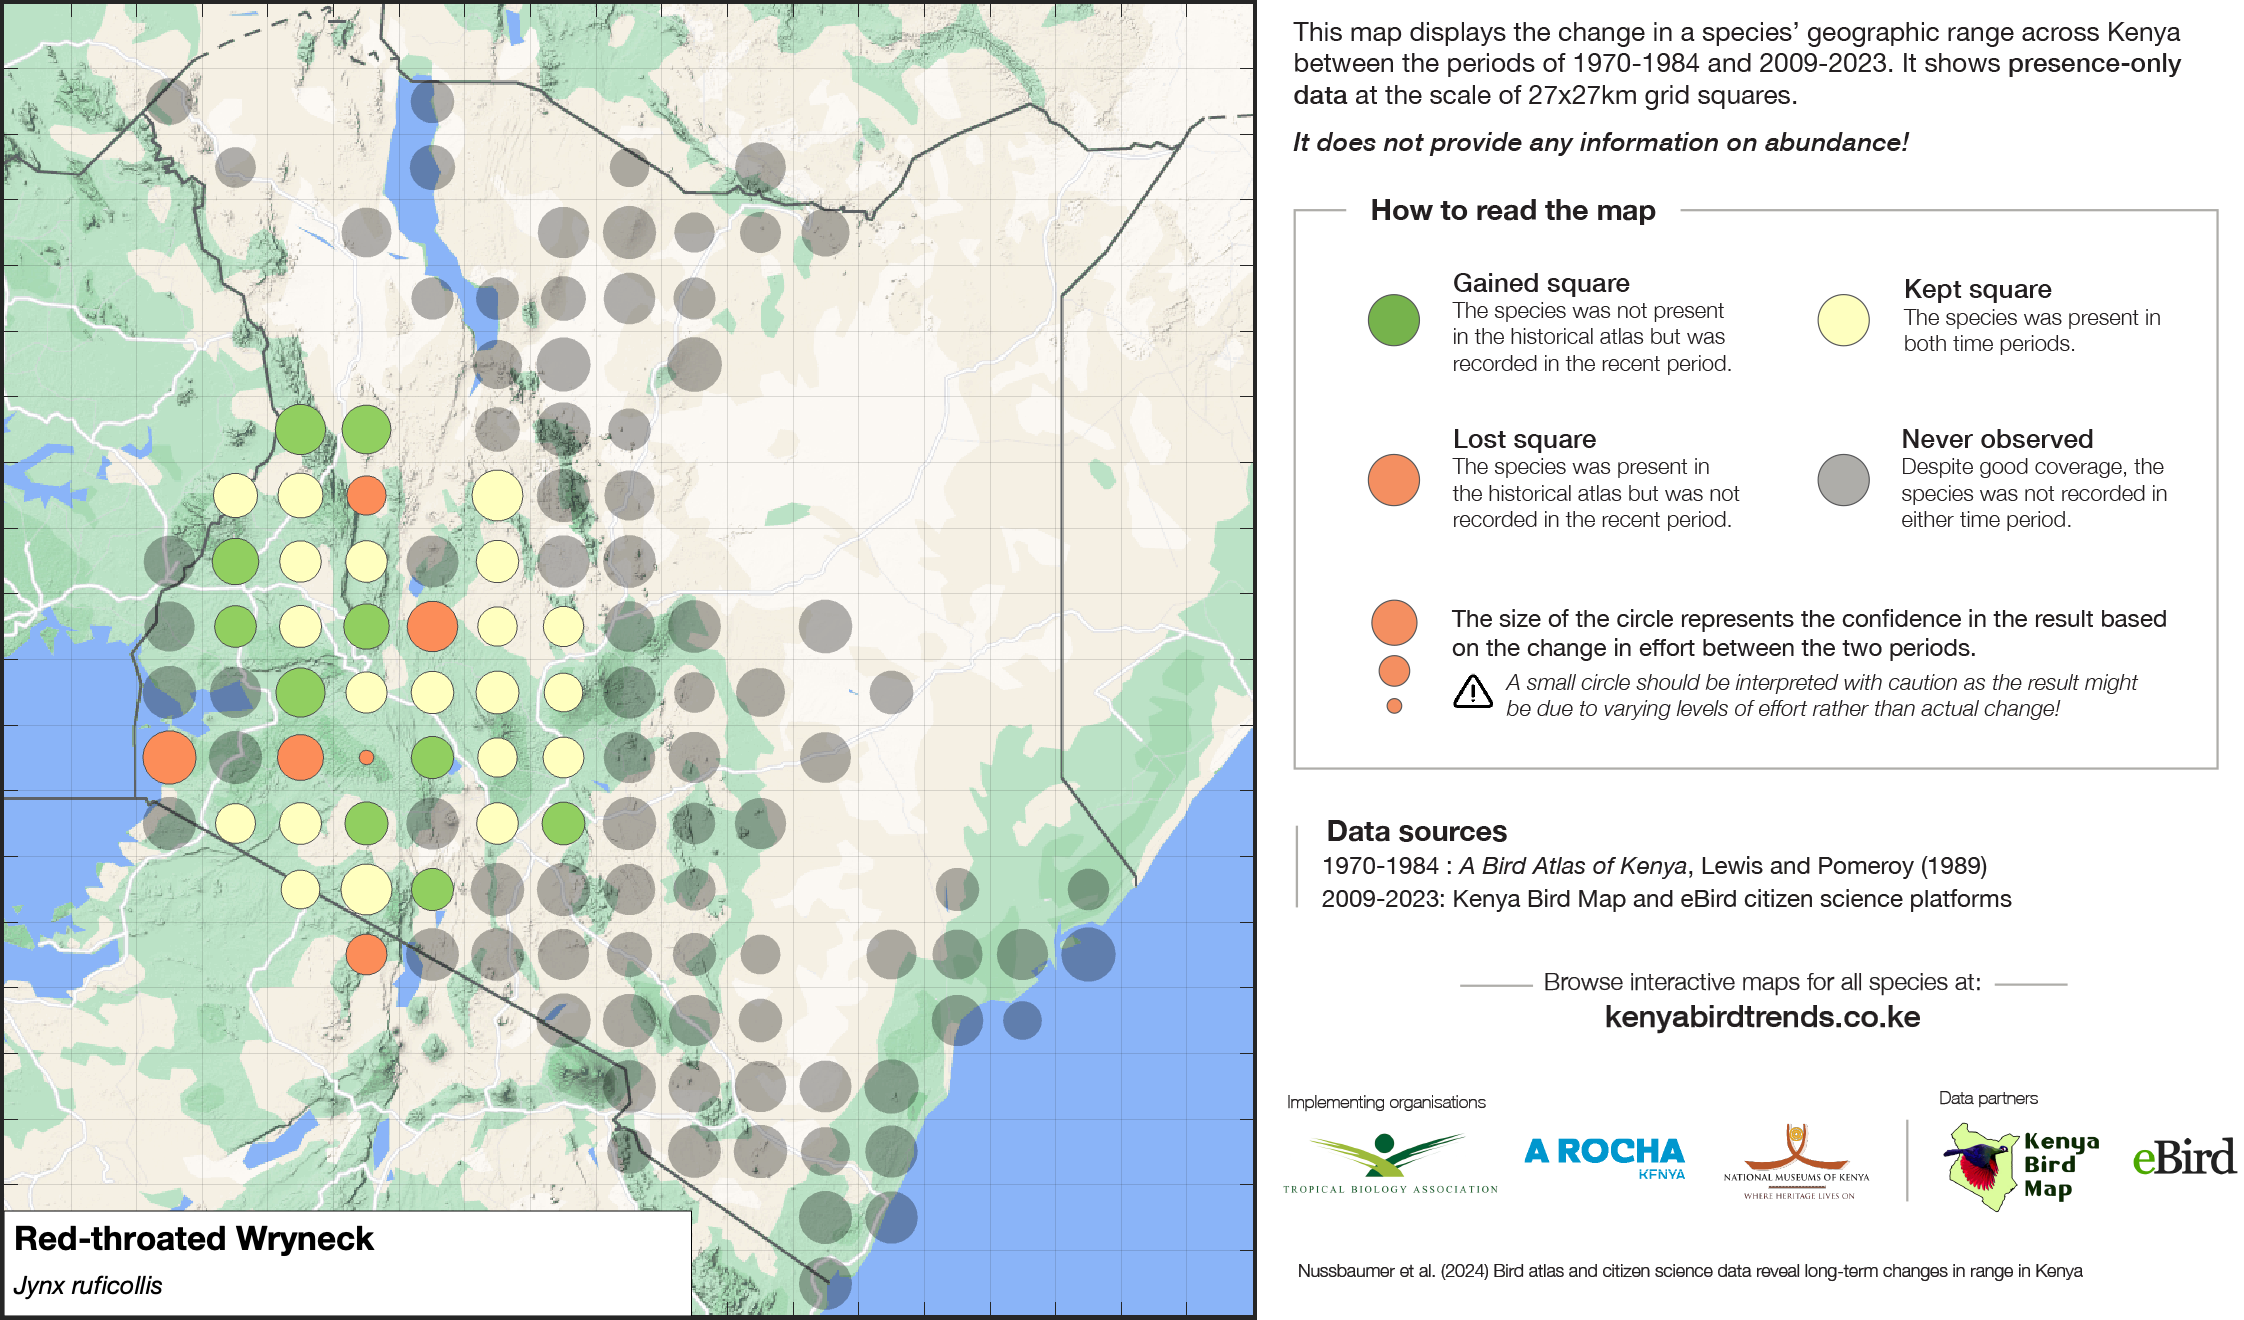 This map displays the change in a species’ geographic range across Kenya
between the periods of 1970-1984 and 2009-2023. It shows presence-only
data at the scale of 27x27km grid squares.
It does not provide any information on abundance!
How to read the map
Gained square
The species was not present
in the historical atlas but was
recorded in the recent period.
Kept square
The species was present in
both time periods.
Lost square
The species was present in
the historical atlas but was not
recorded in the recent period.
Never observed
Despite good coverage, the
species was not recorded in
either time period.
The size of the circle represents the confidence in the result based
on the change in effort between the two periods.
A small circle should be interpreted with caution as the result might
be due to varying levels of effort rather than actual change!
Data sources
1970-1984 : A Bird Atlas of Kenya, Lewis and Pomeroy (1989)
2009-2023: Kenya Bird Map and eBird citizen science platforms
Browse interactive maps for all species at:
kenyabirdtrends.co.ke
Implementing organisations
Data partners
TROPICAL BIOLOGY ASSOCIATION
A ROCHA
KENYA
NATIONAL MUSEUMS OF KENYA
WHERE HERITAGE LIVES ON
Kenya
Bird
Map
eBird
Red-throated Wryneck
Jynx ruficollis
Nussbaumer et al. (2024) Bird atlas and citizen science data reveal long-term changes in range in Kenya